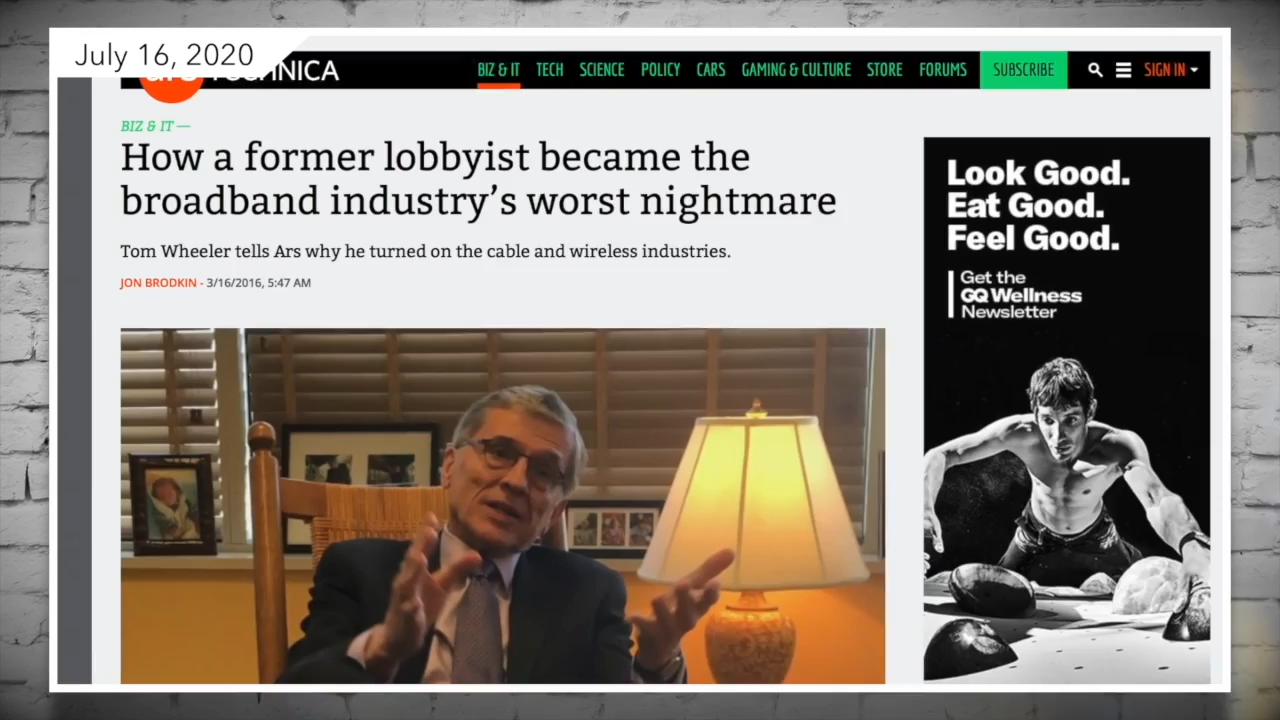 July 16, 2020
TECHNICA
BIZ & IT TECH SCIENCE POLICY CARS GAMING & CULTURE STORE FORUMS SUBSCRIBE SIGN IN
BIZ & IT —
How a former lobbyist became the
broadband industry’s worst nightmare
Tom Wheeler tells Ars why he turned on the cable and wireless industries.
JON BRODKIN - 3/16/2016, 5:47 AM
Look Good.
Eat Good.
Feel Good.
Get the
GQ Wellness
Newsletter